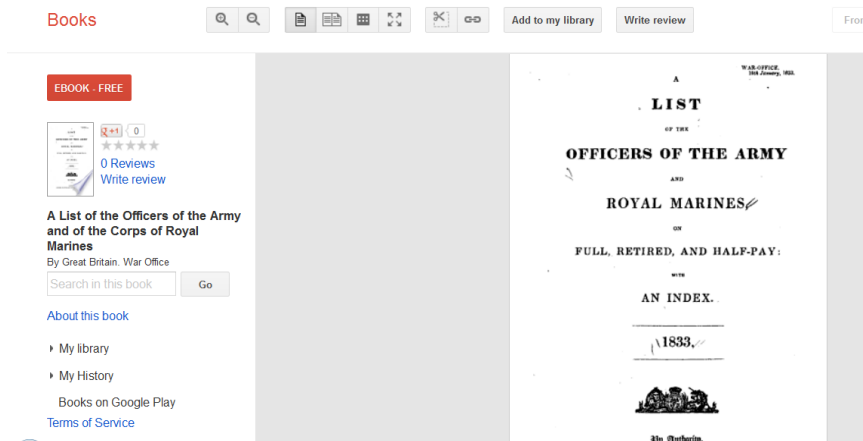 Books
Add to my library
Write review
From
EBOOK - FREE
+1 0
0 Reviews
Write review
A List of the Officers of the Army
and of the Corps of Royal
Marines
By Great Britain. War Office
Search in this book
Go
About this book
My library
My History
Books on Google Play
Terms of Service
WAR-OFFICE,
A
LIST
OF THE
OFFICERS OF THE ARMY
AND
ROYAL MARINES
ON
FULL, RETIRED, AND HALF-PAY:
WITH
AN INDEX.
1833.
By Authority.